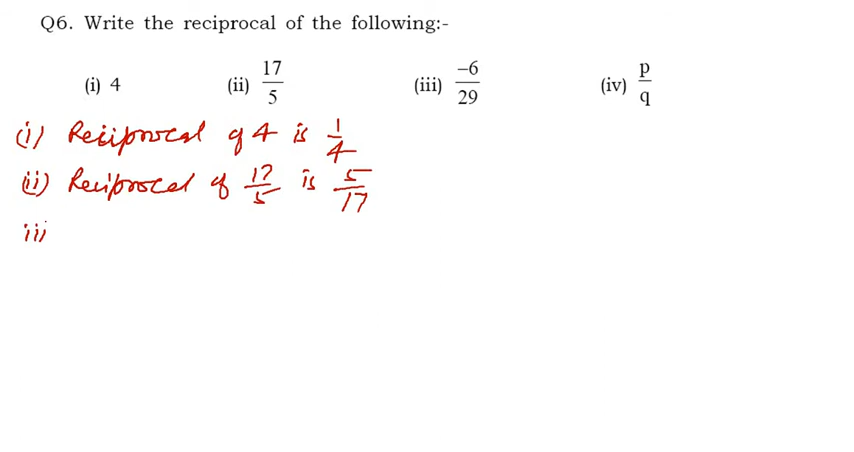 Q6. Write the reciprocal of the following:-
(i) 4 (ii) 17/5 (iii) -6/29 (iv) p/q
(i) Reciprocal of 4 is 1/4
(ii) Reciprocal of 17/5 is 5/17
iii